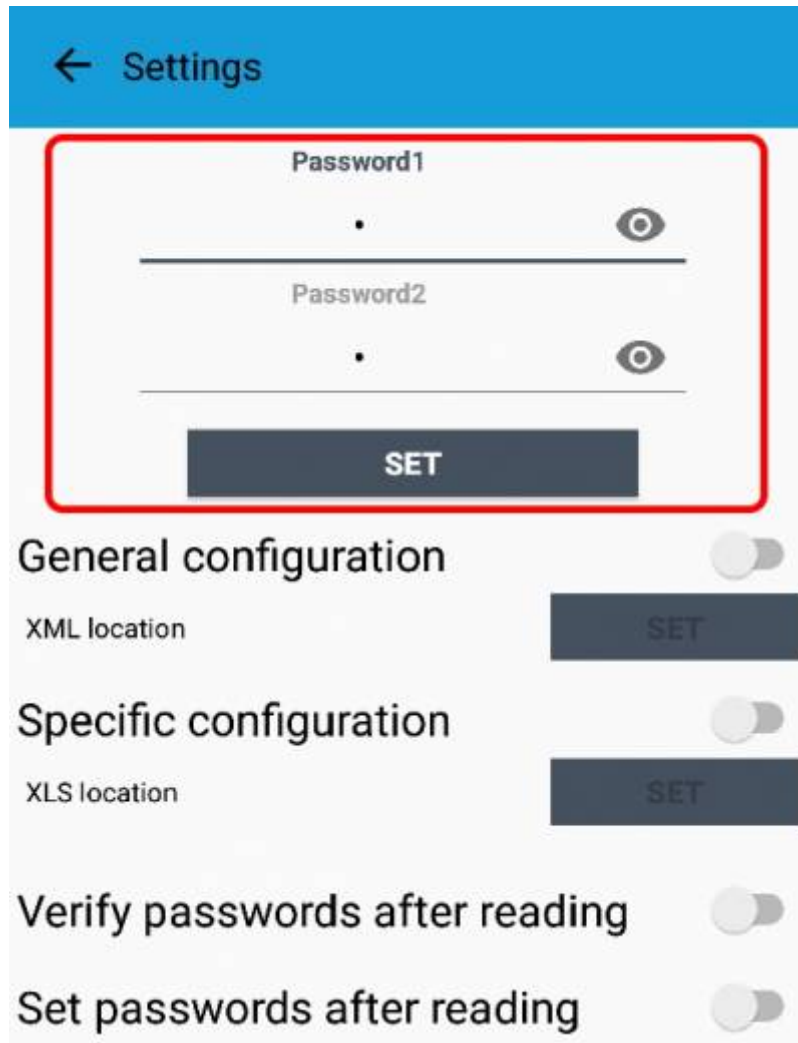 Settings
Password1
•
Password2
•
SET
General configuration
XML location
SET
Specific configuration
XLS location
SET
Verify passwords after reading
Set passwords after reading